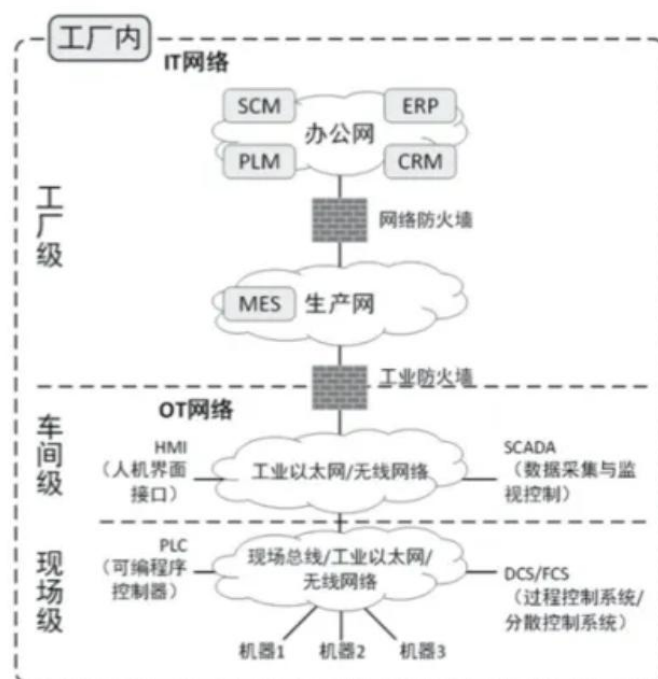 工厂内
IT网络
SCM
ERP
办公网
PLM
CRM
工厂级
网络防火墙
MES
生产网
工业防火墙
OT网络
车间级
HMI
（人机界面
接口）
工业以太网/无线网络
SCADA
（数据采集与监
视控制）
现场级
PLC
（可编程序
控制器）
现场总线/工业以太网/
无线网络
DCS/FCS
（过程控制系统/
分散控制系统）
机器1
机器2
机器3